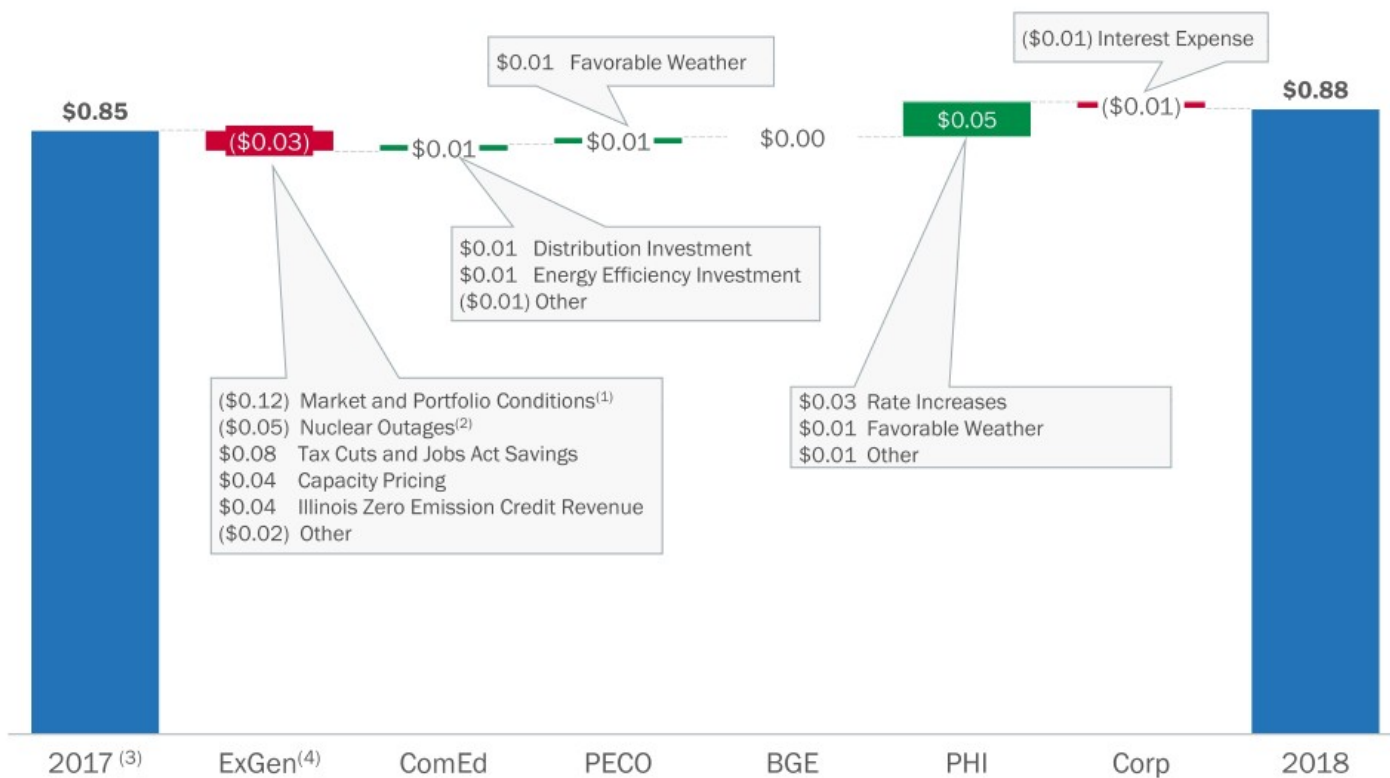 ($0.01) Interest Expense
$0.01 Favorable Weather
$0.85
($0.03)
$0.01
$0.01
$0.00
$0.05
($0.01)
$0.88
$0.01 Distribution Investment
$0.01 Energy Efficiency Investment
($0.01) Other
($0.12) Market and Portfolio Conditions(1)
($0.05) Nuclear Outages(2)
$0.08 Tax Cuts and Jobs Act Savings
$0.04 Capacity Pricing
$0.04 Illinois Zero Emission Credit Revenue
($0.02) Other
$0.03 Rate Increases
$0.01 Favorable Weather
$0.01 Other
2017 (3)
ExGen(4)
ComEd
PECO
BGE
PHI
Corp
2018